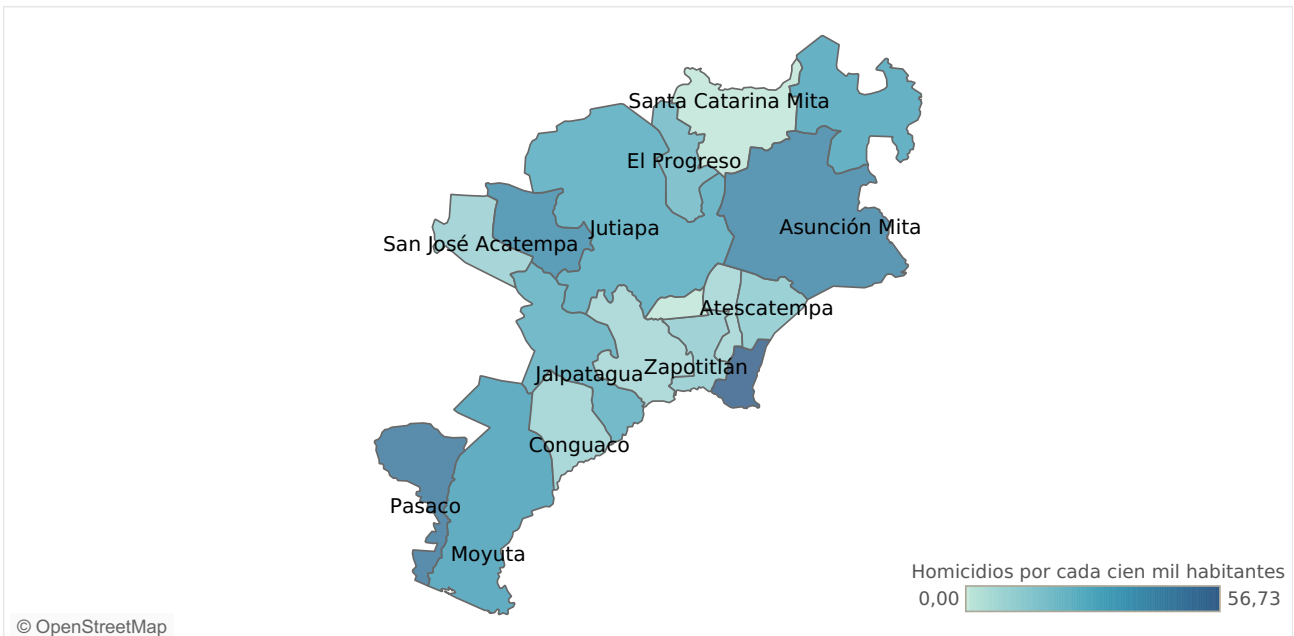 Santa Catarina Mita
El Progreso
Jutiapa
Asunción Mita
San José Acatempa
Atescatempa
Zapotitlán
Jalpatagua
Conguaco
Pasaco
Moyuta
Homicidios por cada cien mil habitantes
0,00 56,73
© OpenStreetMap